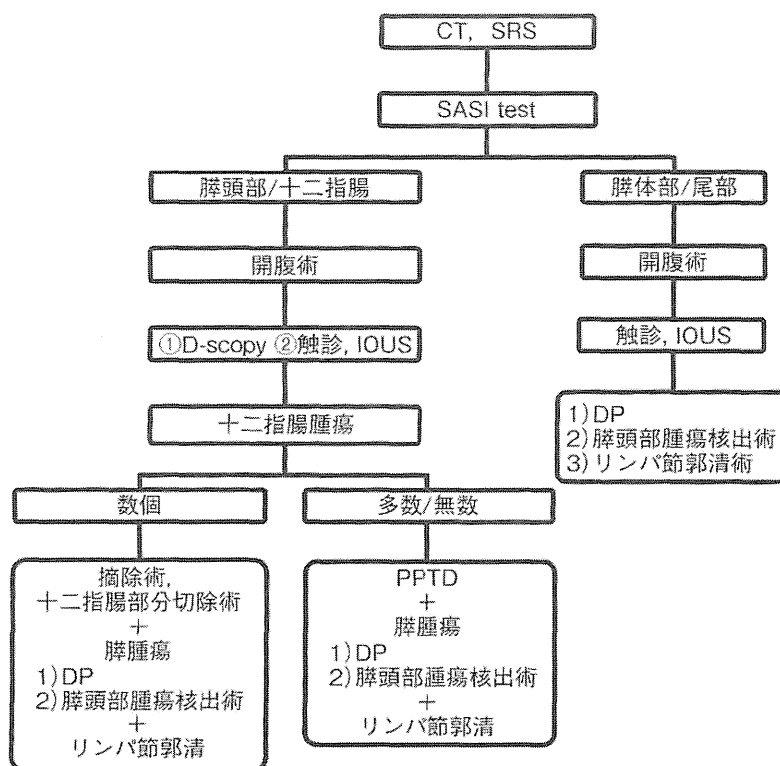 CT, SRS
SASI test
膵頭部/十二指腸
膵体部/尾部
開腹術
開腹術
①D-scopy ②触診, IOUS
触診, IOUS
十二指腸腫瘍
1)DP
2)膵頭部腫瘍核出術
3)リンパ節郭清術
数個
多数/無数
摘除術,
十二指腸部分切除術
+
膵腫瘍
1)DP
2)膵頭部腫瘍核出術
+
リンパ節郭清
PPTD
+
膵腫瘍
1)DP
2)膵頭部腫瘍核出術
+
リンパ節郭清